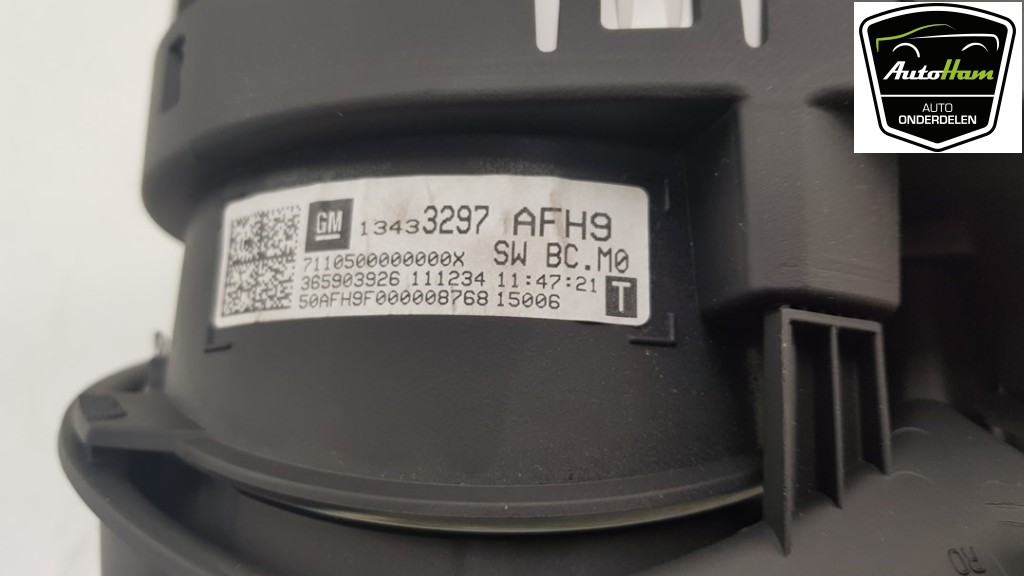 AutoHam
AUTO
ONDERDELEN
GM 13433297 AFH9
7110500000000X SW BC.M0
365903926 111234 11:47:21
50AFH9F000008768 15006 T